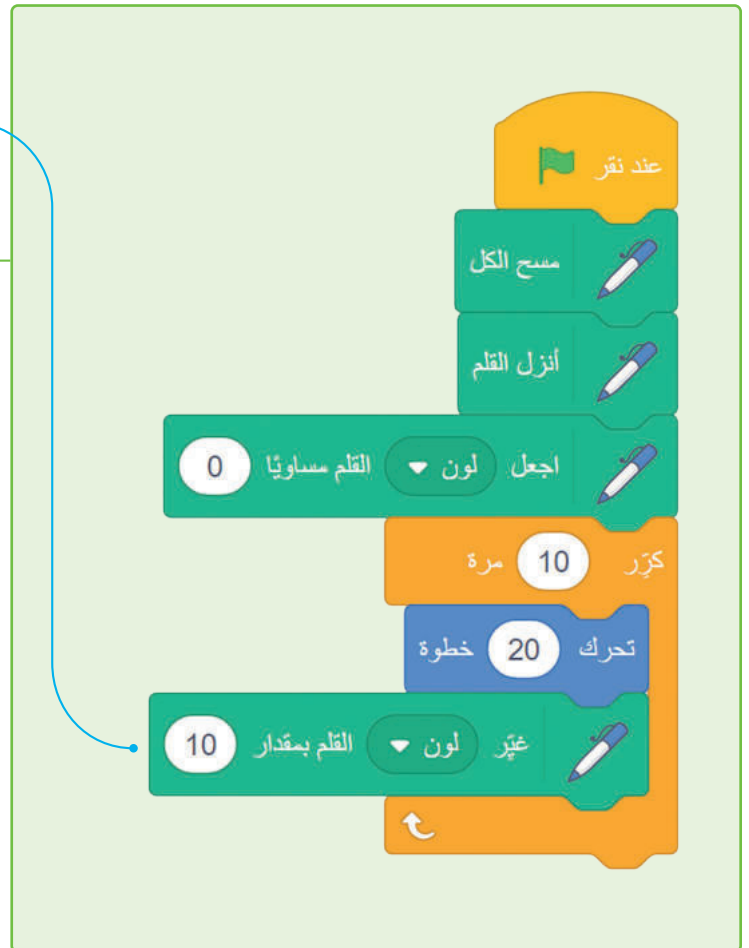 عند نقر
مسح الكل
أنزل القلم
اجعل لون القلم مساويًا 0
كرّر 10 مرة
تحرك 20 خطوة
غيّر لون القلم بمقدار 10